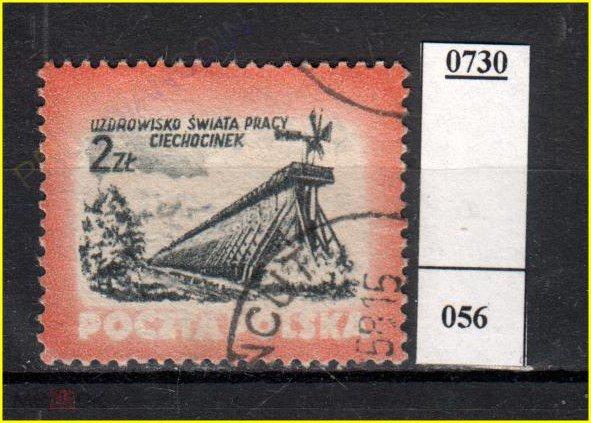 UZDROWISKO ŚWIATA PRACY
CIECHOCINEK
2 ZŁ
POCZTA POLSKA
0730
056